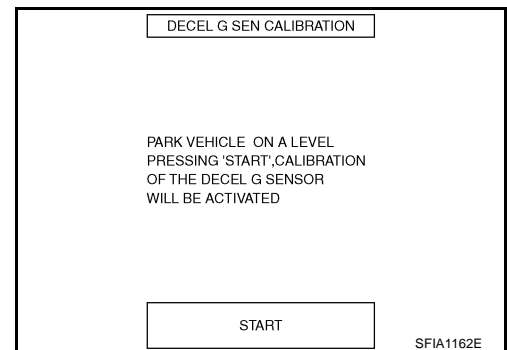 DECEL G SEN CALIBRATION
PARK VEHICLE ON A LEVEL
PRESSING 'START',CALIBRATION
OF THE DECEL G SENSOR
WILL BE ACTIVATED
START
SFIA1162E